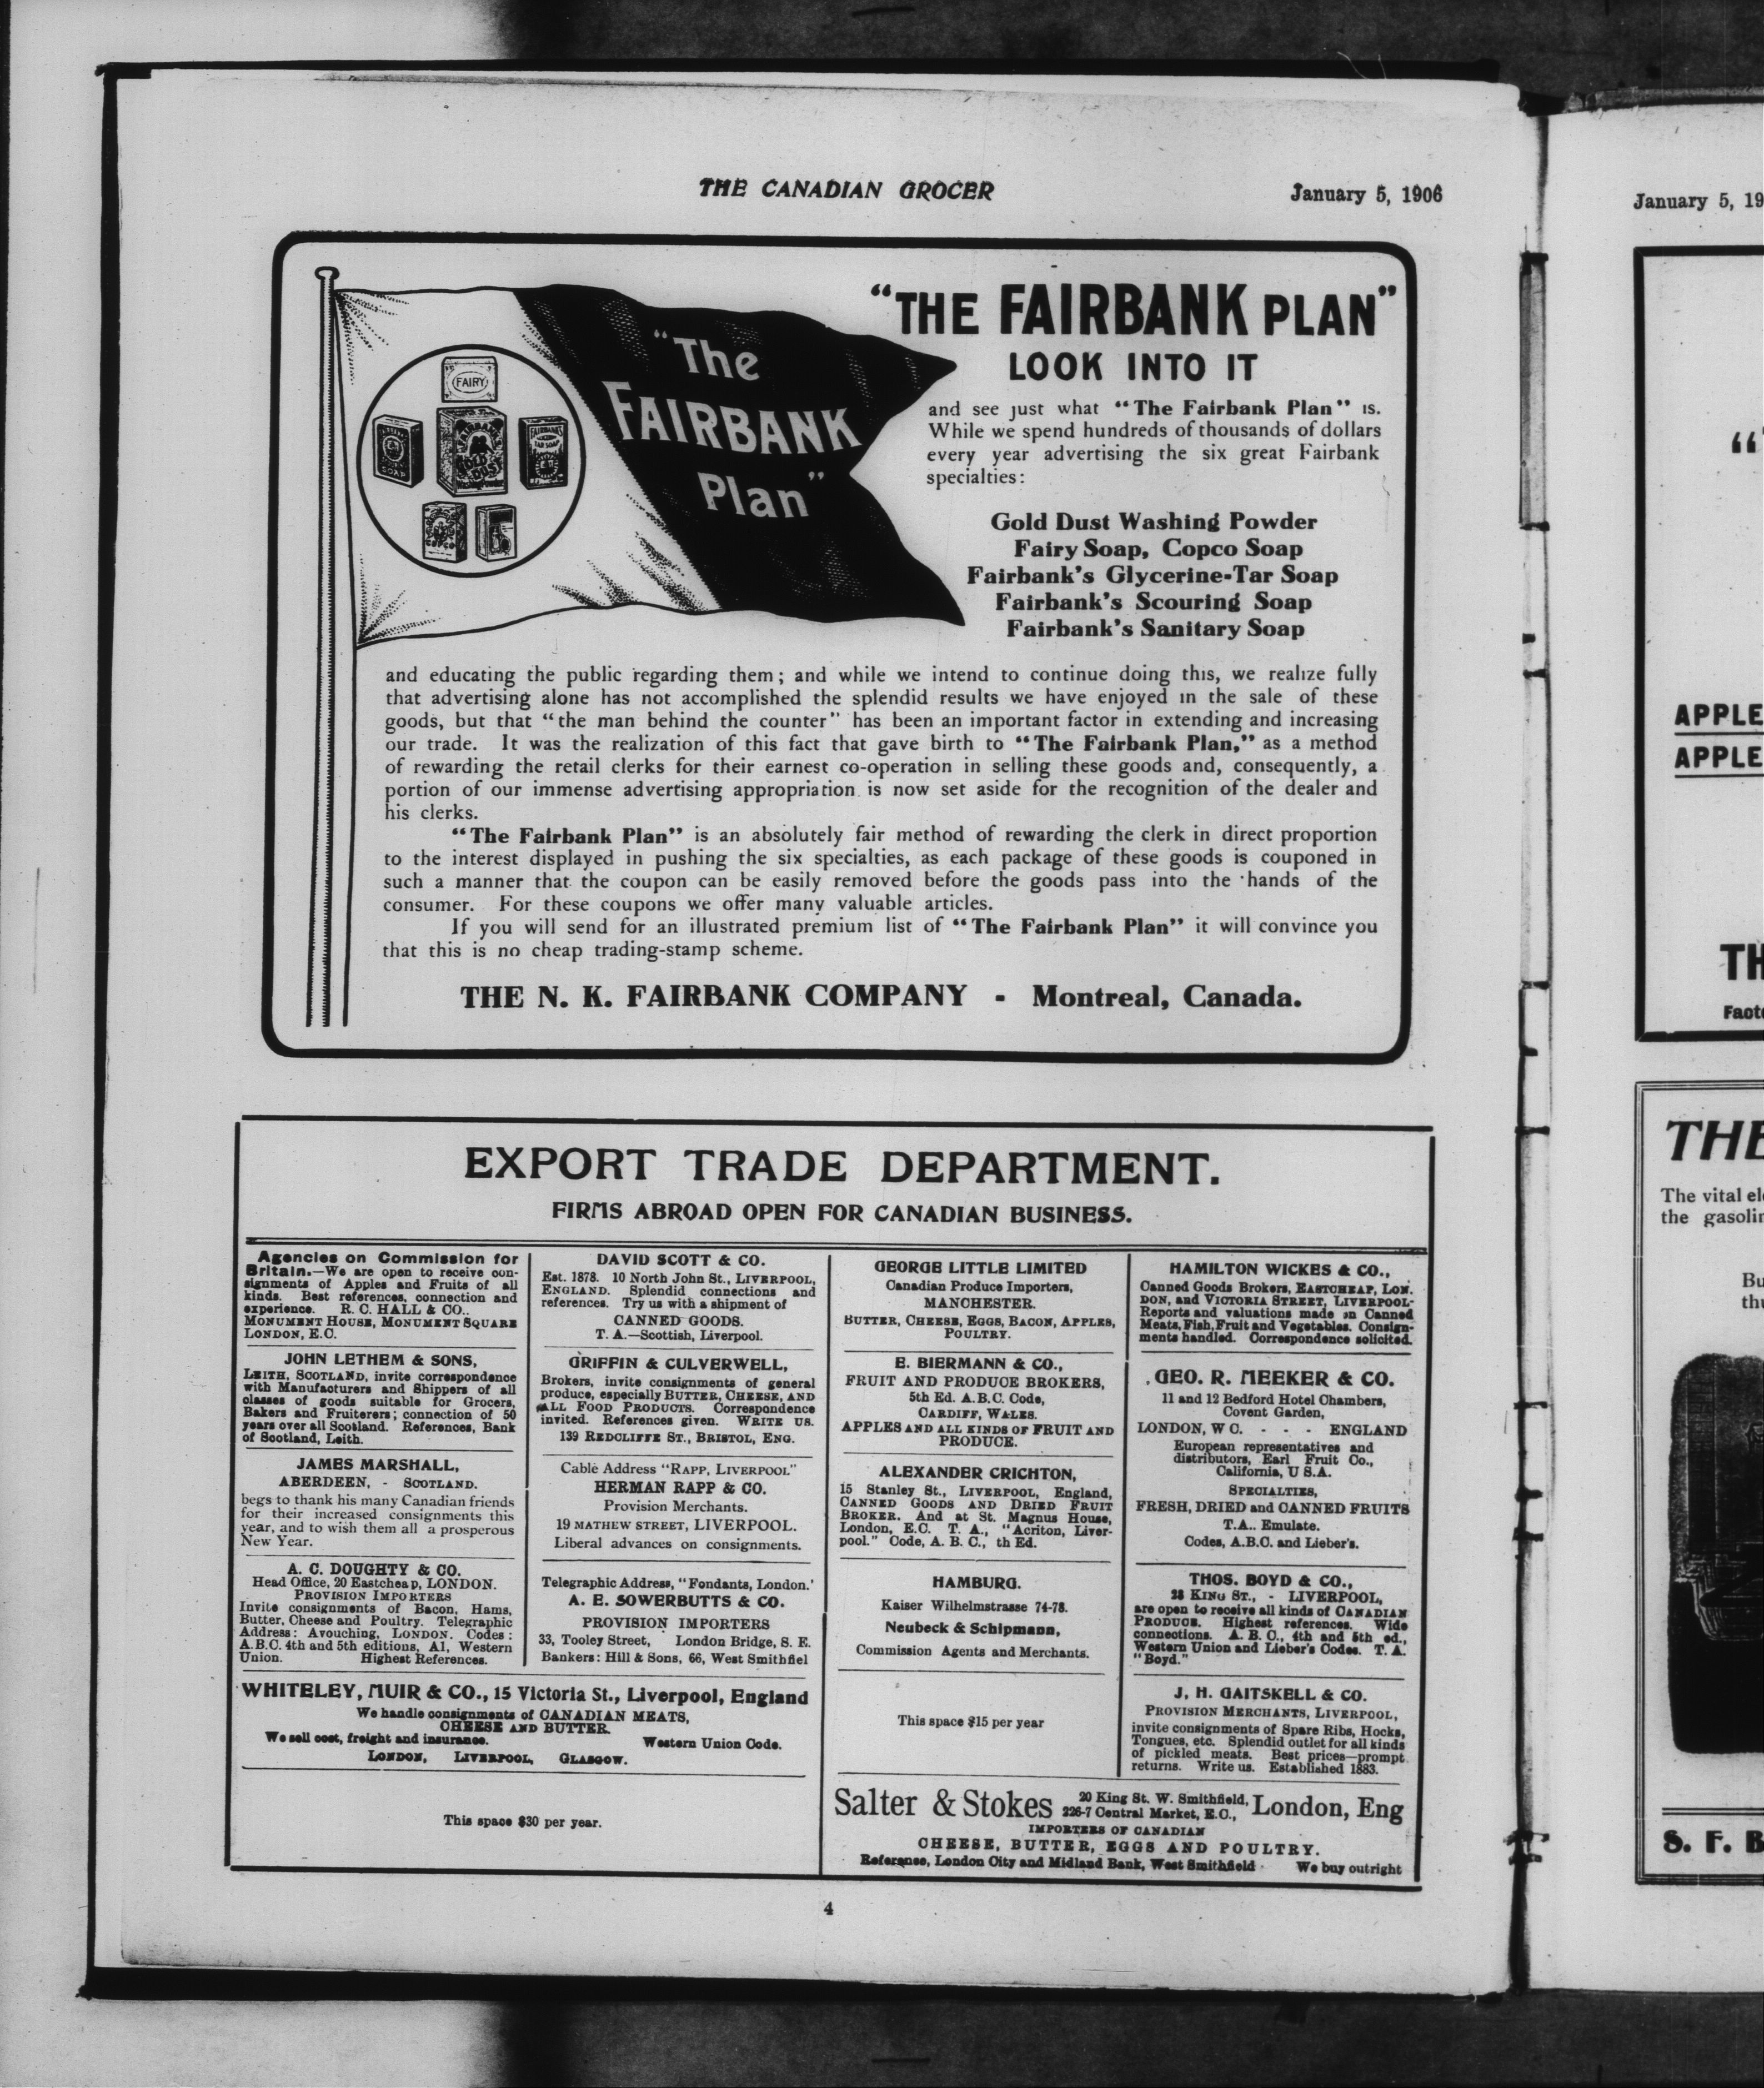 THE CANADIAN GROCER
January 5, 1906
"The
FAIRBANK
Plan"
FAIRY
"THE FAIRBANK PLAN"
LOOK INTO IT
and see just what "The Fairbank Plan" is.
While we spend hundreds of thousands of dollars
every year advertising the six great Fairbank
specialties:
Gold Dust Washing Powder
Fairy Soap, Copco Soap
Fairbank's Glycerine-Tar Soap
Fairbank's Scouring Soap
Fairbank's Sanitary Soap
and educating the public regarding them; and while we intend to continue doing this, we realize fully
that advertising alone has not accomplished the splendid results we have enjoyed in the sale of these
goods, but that "the man behind the counter" has been an important factor in extending and increasing
our trade. It was the realization of this fact that gave birth to "The Fairbank Plan," as a method
of rewarding the retail clerks for their earnest co-operation in selling these goods and, consequently, a
portion of our immense advertising appropriation is now set aside for the recognition of the dealer and
his clerks.
"The Fairbank Plan" is an absolutely fair method of rewarding the clerk in direct proportion
to the interest displayed in pushing the six specialties, as each package of these goods is couponed in
such a manner that the coupon can be easily removed before the goods pass into the hands of the
consumer. For these coupons we offer many valuable articles.
If you will send for an illustrated premium list of "The Fairbank Plan" it will convince you
that this is no cheap trading-stamp scheme.
THE N. K. FAIRBANK COMPANY - Montreal, Canada.
EXPORT TRADE DEPARTMENT.
FIRMS ABROAD OPEN FOR CANADIAN BUSINESS.
Agencies on Commission for
Britain.—We are open to receive con-
signments of Apples and Fruits of all
kinds. Best references, connection and
experience. R. C. HALL & CO..
MONUMENT HOUSE, MONUMENT SQUARE
LONDON, E.C.
JOHN LETHEM & SONS,
LEITH, SCOTLAND, invite correspondence
with Manufacturers and Shippers of all
classes of goods suitable for Grocers,
Bakers and Fruiterers; connection of 50
years over all Scotland. References, Bank
of Scotland, Leith.
JAMES MARSHALL,
ABERDEEN, - SCOTLAND.
begs to thank his many Canadian friends
for their increased consignments this
year, and to wish them all a prosperous
New Year.
A. C. DOUGHTY & CO.
Head Office, 20 Eastcheap, LONDON.
PROVISION IMPORTERS
Invite consignments of Bacon, Hams,
Butter, Cheese and Poultry. Telegraphic
Address: Avouching, LONDON. Codes:
A.B.C. 4th and 5th editions, A1, Western
Union. Highest References.
DAVID SCOTT & CO.
Est. 1878. 10 North John St., LIVERPOOL,
ENGLAND. Splendid connections and
references. Try us with a shipment of
CANNED GOODS.
T. A.—Scottish, Liverpool.
GRIFFIN & CULVERWELL,
Brokers, invite consignments of general
produce, especially BUTTER, CHEESE, AND
ALL FOOD PRODUCTS. Correspondence
invited. References given. WRITE US.
139 REDCLIFFE ST., BRISTOL, ENG.
Cable Address "RAPP, LIVERPOOL"
HERMAN RAPP & CO.
Provision Merchants.
19 MATHEW STREET, LIVERPOOL.
Liberal advances on consignments.
Telegraphic Address, "Fondants, London.'
A. E. SOWERBUTTS & CO.
PROVISION IMPORTERS
33, Tooley Street, London Bridge, S. E.
Bankers: Hill & Sons, 66, West Smithfiel
WHITELEY, MUIR & CO., 15 Victoria St., Liverpool, England
We handle consignments of CANADIAN MEATS,
CHEESE AND BUTTER.
We sell cost, freight and insurance. Western Union Code.
LONDON, LIVERPOOL, GLASGOW.
This space $30 per year.
GEORGE LITTLE LIMITED
Canadian Produce Importers,
MANCHESTER.
BUTTER, CHEESE, EGGS, BACON, APPLES,
POULTRY.
E. BIERMANN & CO.,
FRUIT AND PRODUCE BROKERS,
5th Ed. A.B.C. Code,
CARDIFF, WALES.
APPLES AND ALL KINDS OF FRUIT AND
PRODUCE.
ALEXANDER CRICHTON,
15 Stanley St., LIVERPOOL, England,
CANNED GOODS AND DRIED FRUIT
BROKER. And at St. Magnus House,
London, E.C. T. A., "Acriton, Liver-
pool." Code, A. B. C., th Ed.
HAMBURG.
Kaiser Wilhelmstrasse 74-78.
Neubeck & Schipmann,
Commission Agents and Merchants.
This space $15 per year
HAMILTON WICKES & CO.,
Canned Goods Brokers, EASTCHEAP, LON.
DON, and VICTORIA STREET, LIVERPOOL-
Reports and valuations made on Canned
Meats, Fish, Fruit and Vegetables. Consign-
ments handled. Correspondence solicited.
GEO. R. MEEKER & CO.
11 and 12 Bedford Hotel Chambers,
Covent Garden,
LONDON, W C. - - - ENGLAND
European representatives and
distributors, Earl Fruit Co.,
California, U S.A.
SPECIALTIES,
FRESH, DRIED and CANNED FRUITS
T.A.. Emulate.
Codes, A.B.C. and Lieber's.
THOS. BOYD & CO.,
28 KING ST., - LIVERPOOL,
are open to receive all kinds of CANADIAN
PRODUCE. Highest references. Wide
connections. A. B. C., 4th and 5th ed.,
Western Union and Lieber's Codes. T. A.
"Boyd."
J. H. GAITSKELL & CO.
PROVISION MERCHANTS, LIVERPOOL,
invite consignments of Spare Ribs, Hocks,
Tongues, etc. Splendid outlet for all kinds
of pickled meats. Best prices—prompt
returns. Write us. Established 1883.
Salter & Stokes 20 King St. W. Smithfield, London, Eng
226-7 Central Market, E.C.,
IMPORTERS OF CANADIAN
CHEESE, BUTTER, EGGS AND POULTRY.
Reference, London City and Midland Bank, West Smithfield We buy outright
4
January 5, 19
"
APPLE
APPLE
TH
Facto
THE
The vital el
the gasolin
Bu
thu
S. F. B